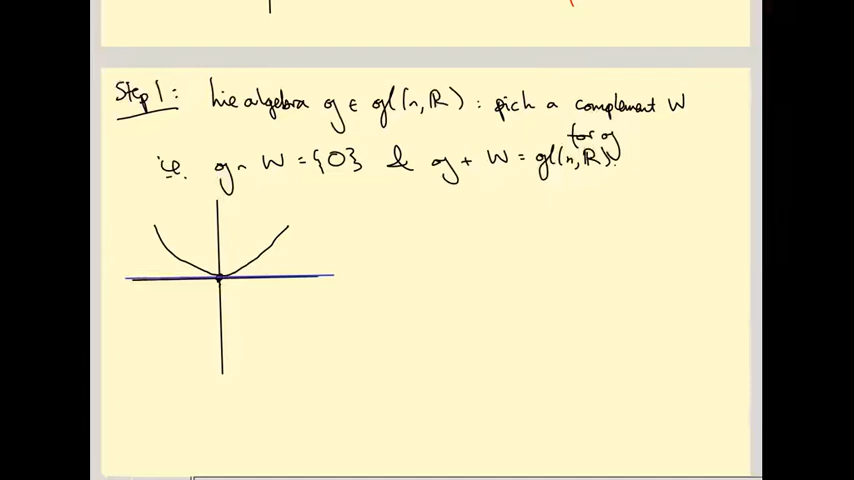 Step 1: Lie algebra g ∈ gl(n, ℝ) : pick a complement W
for g
i.e. g ∩ W = {0} & g + W = gl(n, ℝ).